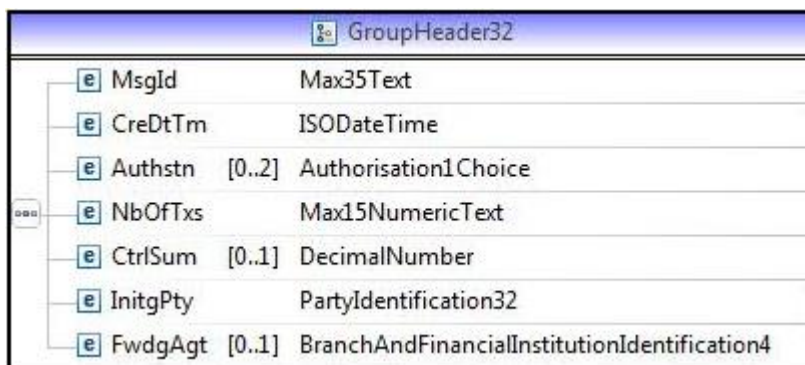 GroupHeader32
e MsgId Max35Text
e CreDtTm ISODateTime
e Authstn [0..2] Authorisation1Choice
e NbOfTxs Max15NumericText
e CtrlSum [0..1] DecimalNumber
e InitgPty PartyIdentification32
e FwdgAgt [0..1] BranchAndFinancialInstitutionIdentification4